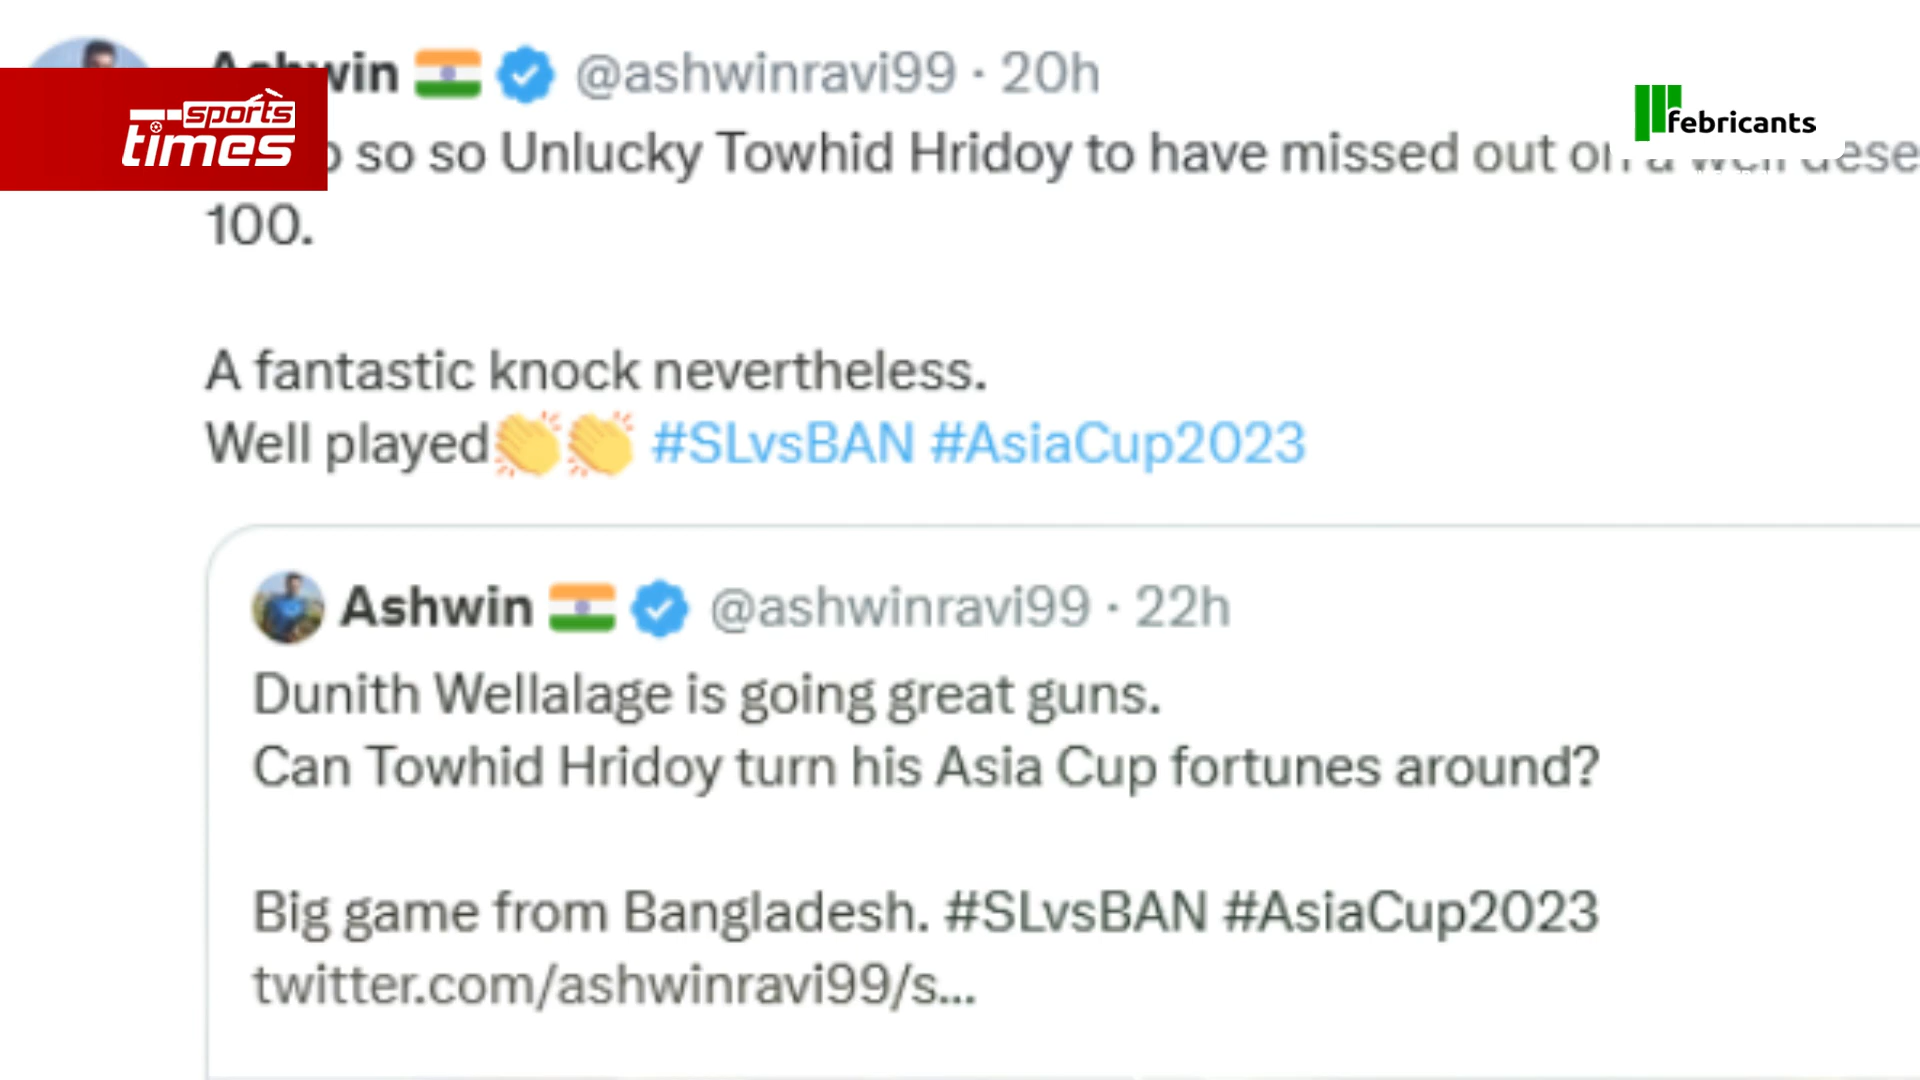 Ashwin @ashwinravi99 · 20h
sports
times
febricants
so so Unlucky Towhid Hridoy to have missed out on a well
100.
A fantastic knock nevertheless.
Well played👏👏 #SLvsBAN #AsiaCup2023
Ashwin @ashwinravi99 · 22h
Dunith Wellalage is going great guns.
Can Towhid Hridoy turn his Asia Cup fortunes around?
Big game from Bangladesh. #SLvsBAN #AsiaCup2023
twitter.com/ashwinravi99/s...